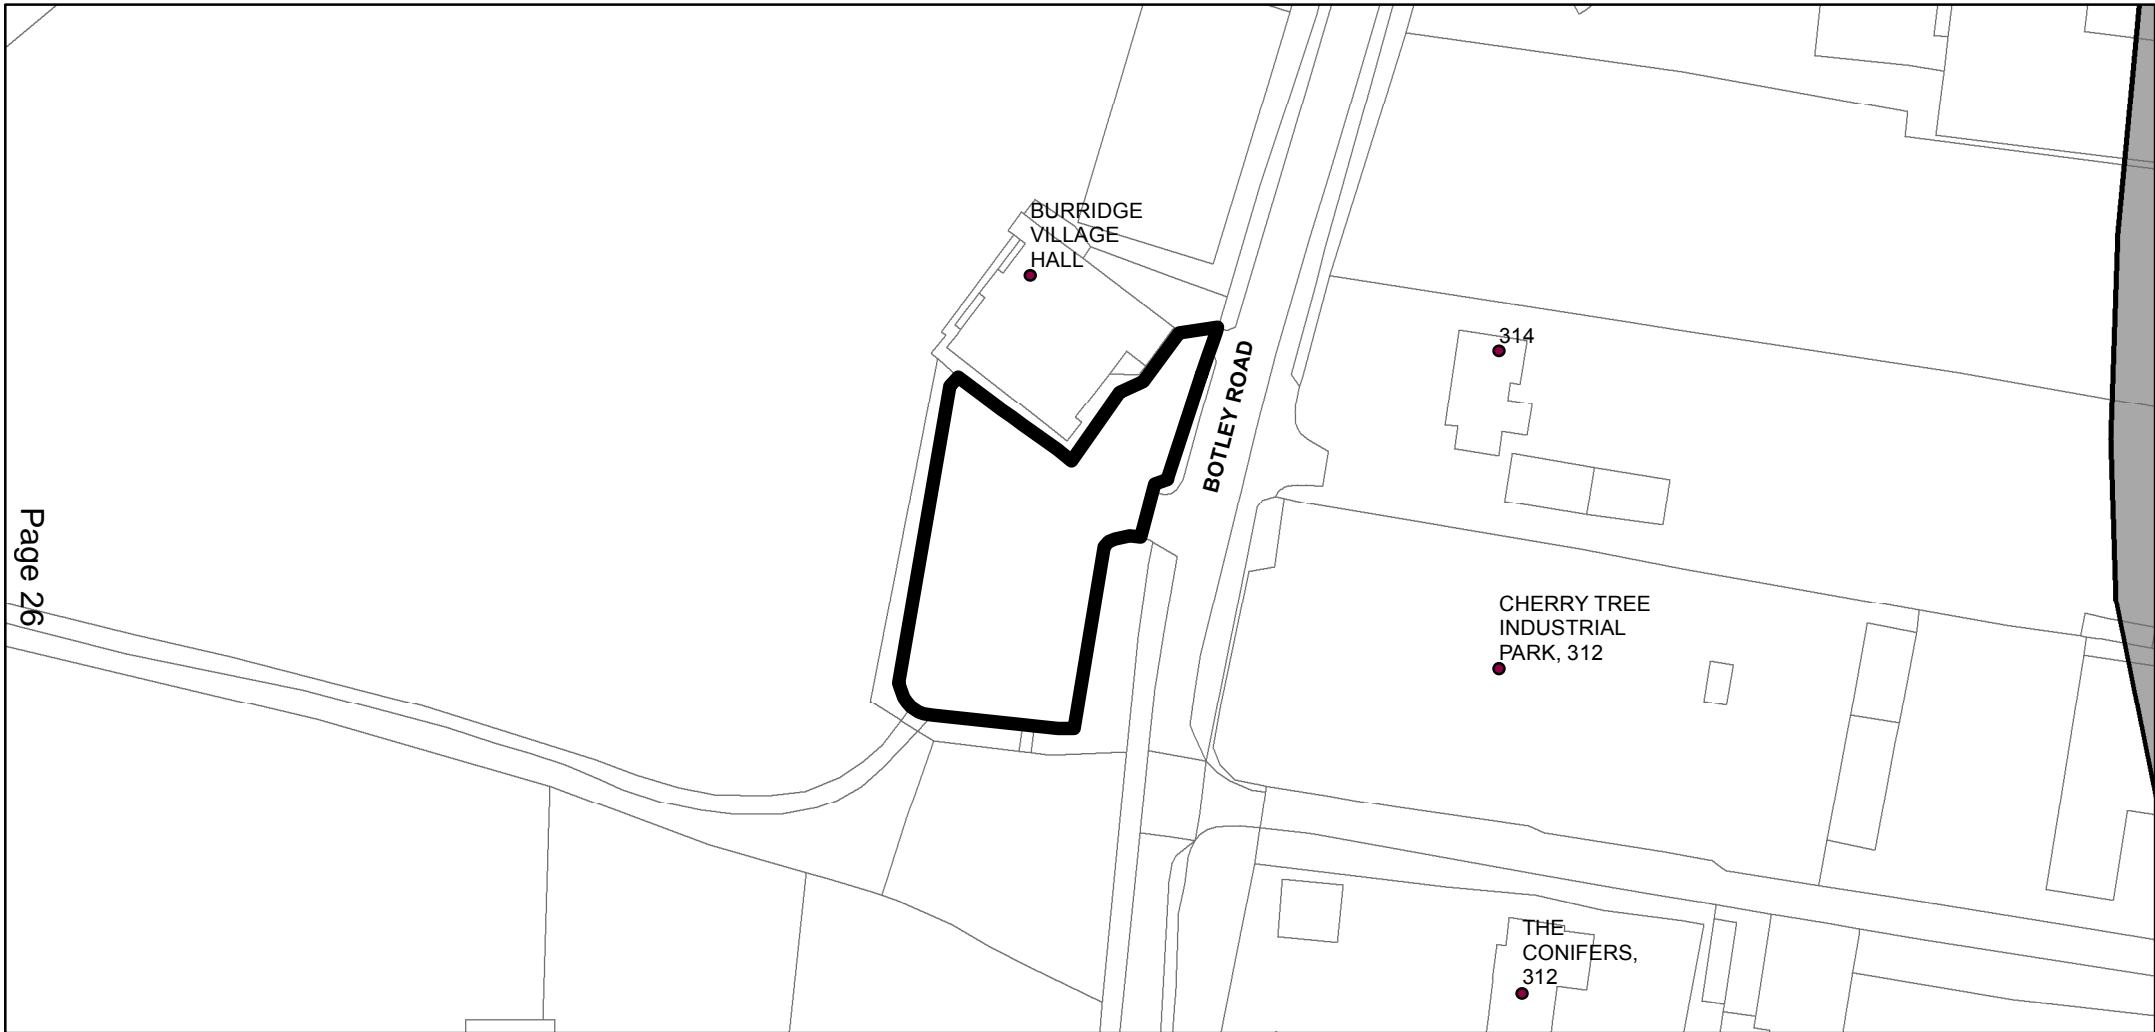 BURRIDGE
VILLAGE
HALL
314
BOTLEY ROAD
Page 26
CHERRY TREE
INDUSTRIAL
PARK, 312
THE
CONIFERS,
312